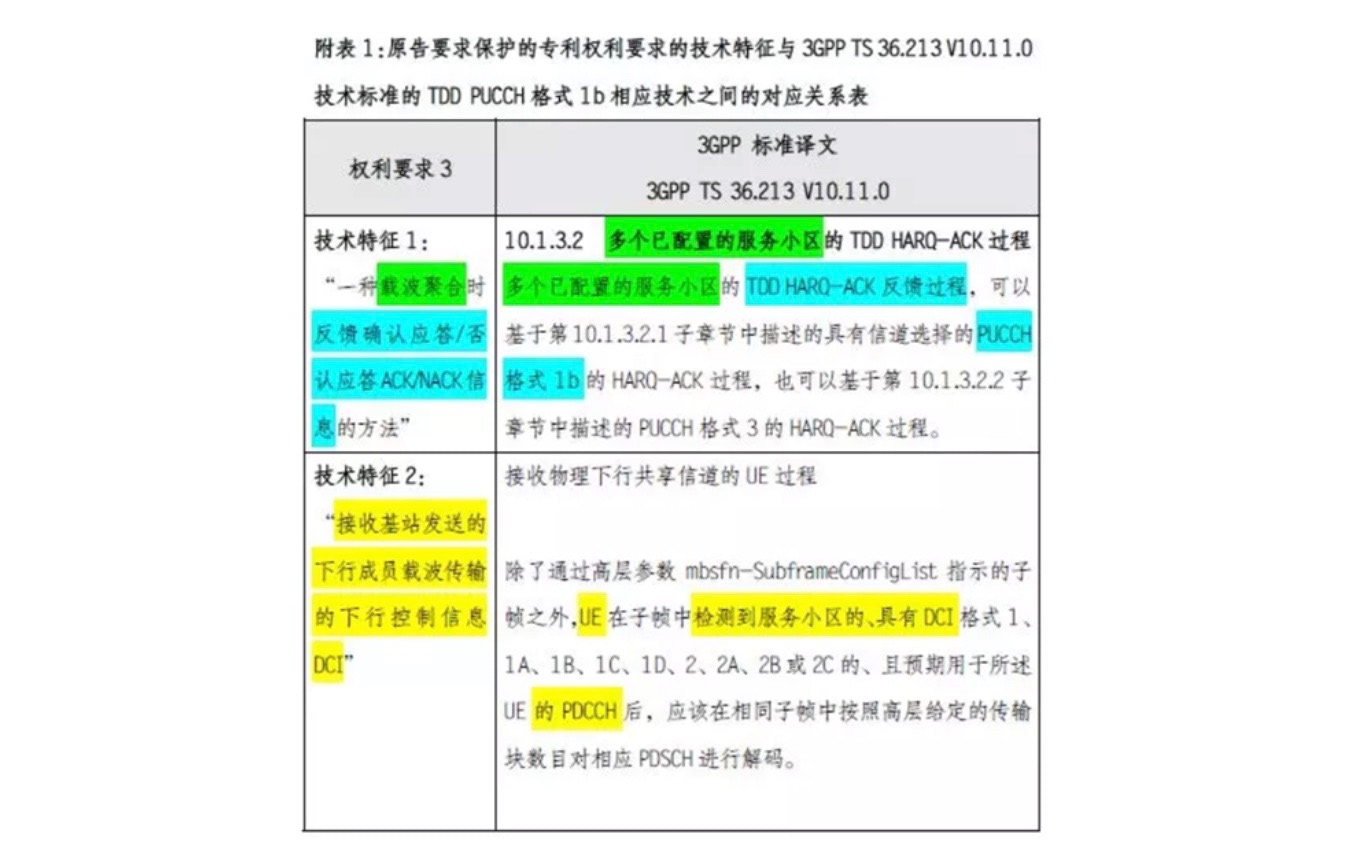 附表1:原告要求保护的专利权利要求的技术特征与 3GPP TS 36.213 V10.11.0
技术标准的 TDD PUCCH 格式 1b 相应技术之间的对应关系表
权利要求 3
3GPP 标准译文
3GPP TS 36.213 V10.11.0
技术特征1:
“一种载波聚合时
反馈确认应答/否
认应答ACK/NACK信
息的方法”
10.1.3.2 多个已配置的服务小区的 TDD HARQ-ACK 过程
多个已配置的服务小区的 TDD HARQ-ACK 反馈过程，可以
基于第10.1.3.2.1子章节中描述的具有信道选择的PUCCH
格式 1b 的 HARQ-ACK 过程，也可以基于第 10.1.3.2.2 子
章节中描述的 PUCCH 格式 3 的 HARQ-ACK 过程。
技术特征2:
“接收基站发送的
下行成员载波传输
的下行控制信息
DCI”
接收物理下行共享信道的 UE 过程
除了通过高层参数 mbsfn-SubframeConfigList 指示的子
帧之外,UE 在子帧中检测到服务小区的、具有 DCI 格式 1、
1A、1B、1C、1D、2、2A、2B 或 2C 的、且预期用于所述
UE 的 PDCCH 后，应该在相同子帧中按照高层给定的传输
块数目对相应 PDSCH 进行解码。